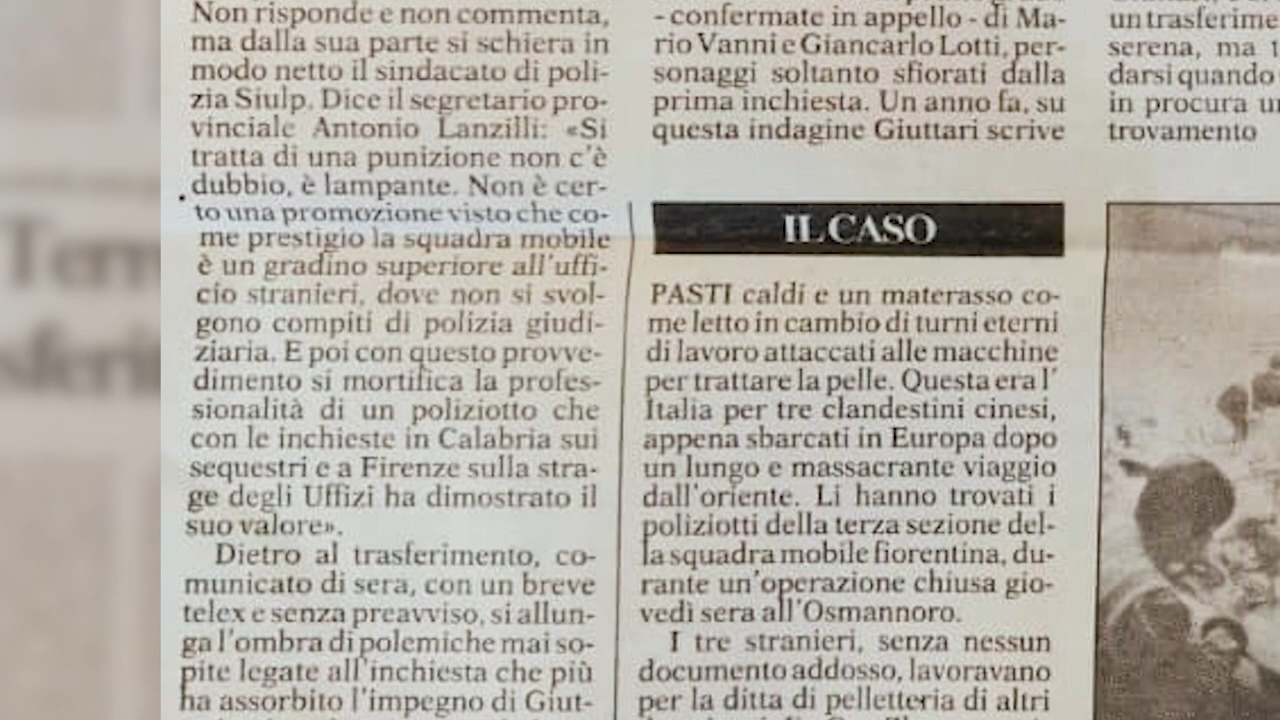 Non risponde e non commenta,
ma dalla sua parte si schiera in
modo netto il sindacato di poli-
zia Siulp. Dice il segretario pro-
vinciale Antonio Lanzilli: «Si
tratta di una punizione non c'è
dubbio, è lampante. Non è cer-
to una promozione visto che co-
me prestigio la squadra mobile
è un gradino superiore all'uffi-
cio stranieri, dove non si svol-
gono compiti di polizia giudi-
ziaria. E poi con questo provve-
dimento si mortifica la profes-
sionalità di un poliziotto che
con le inchieste in Calabria sui
sequestri e a Firenze sulla stra-
ge degli Uffizi ha dimostrato il
suo valore».
Dietro al trasferimento, co-
municato di sera, con un breve
telex e senza preavviso, si allun-
ga l'ombra di polemiche mai so-
pite legate all'inchiesta che più
ha assorbito l'impegno di Giut-
- confermate in appello - di Ma-
rio Vanni e Giancarlo Lotti, per-
sonaggi soltanto sfiorati dalla
prima inchiesta. Un anno fa, su
questa indagine Giuttari scrive
IL CASO
PASTI caldi e un materasso co-
me letto in cambio di turni eterni
di lavoro attaccati alle macchine
per trattare la pelle. Questa era l'
Italia per tre clandestini cinesi,
appena sbarcati in Europa dopo
un lungo e massacrante viaggio
dall'oriente. Li hanno trovati i
poliziotti della terza sezione del-
la squadra mobile fiorentina, du-
rante un'operazione chiusa gio-
vedì sera all'Osmannoro.
I tre stranieri, senza nessun
documento addosso, lavoravano
per la ditta di pelletteria di altri
un trasferime
serena, ma t
darsi quando
in procura un
trovamento